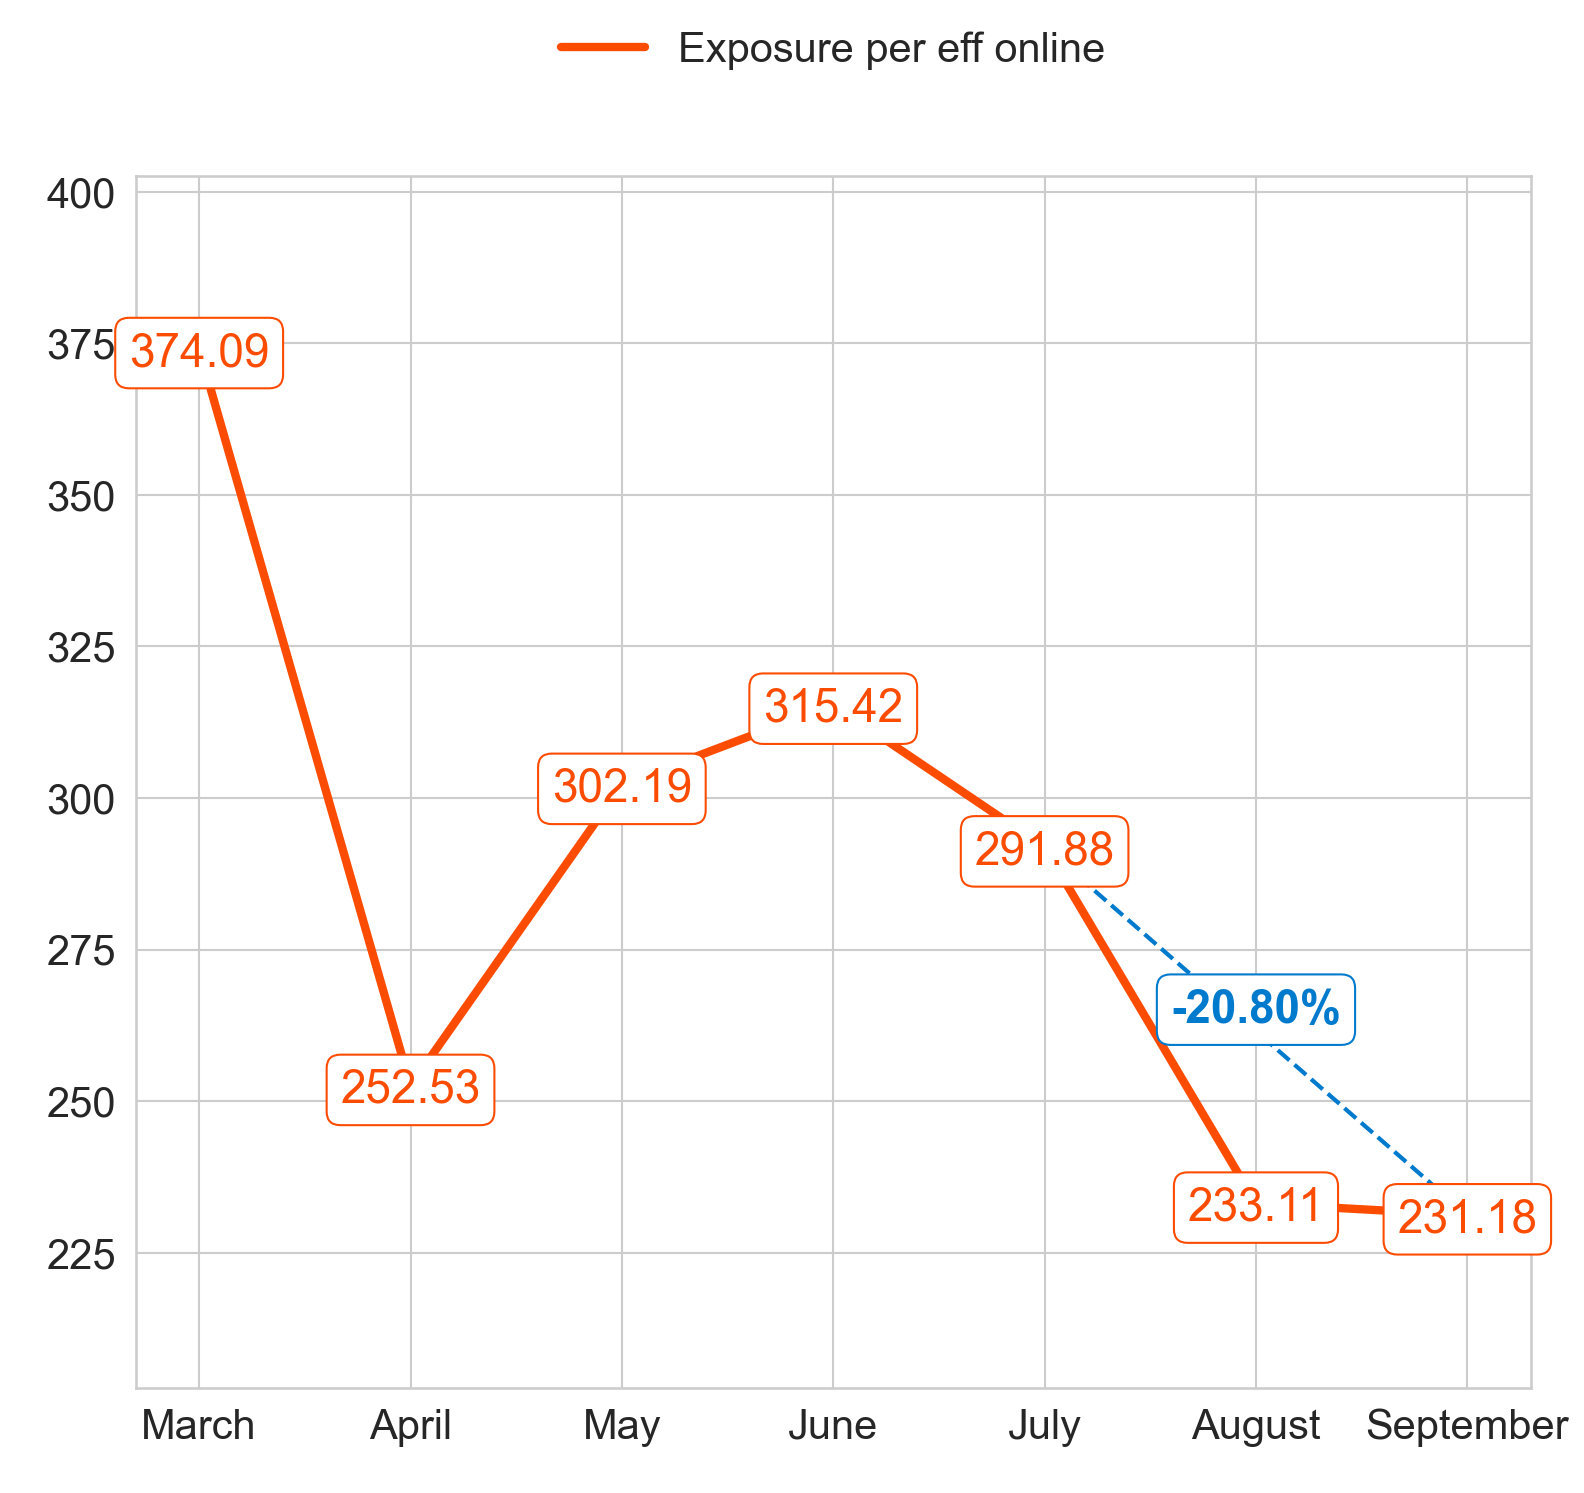 Exposure per eff online
400
375
350
325
300
275
250
225
374.09
252.53
302.19
315.42
291.88
-20.80%
233.11
231.18
March
April
May
June
July
August
September